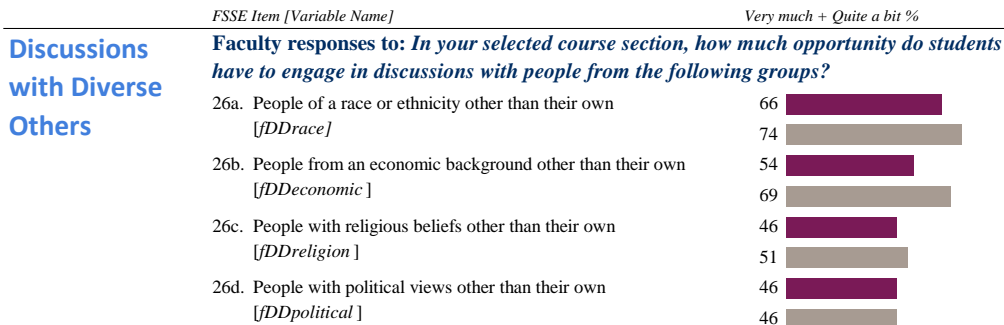 FSSE Item [Variable Name] Very much + Quite a bit %
Discussions with Diverse Others
Faculty responses to: In your selected course section, how much opportunity do students
have to engage in discussions with people from the following groups?
26a. People of a race or ethnicity other than their own 66
[fDDrace] 74
26b. People from an economic background other than their own 54
[fDDeconomic ] 69
26c. People with religious beliefs other than their own 46
[fDDreligion ] 51
26d. People with political views other than their own 46
[fDDpolitical ] 46